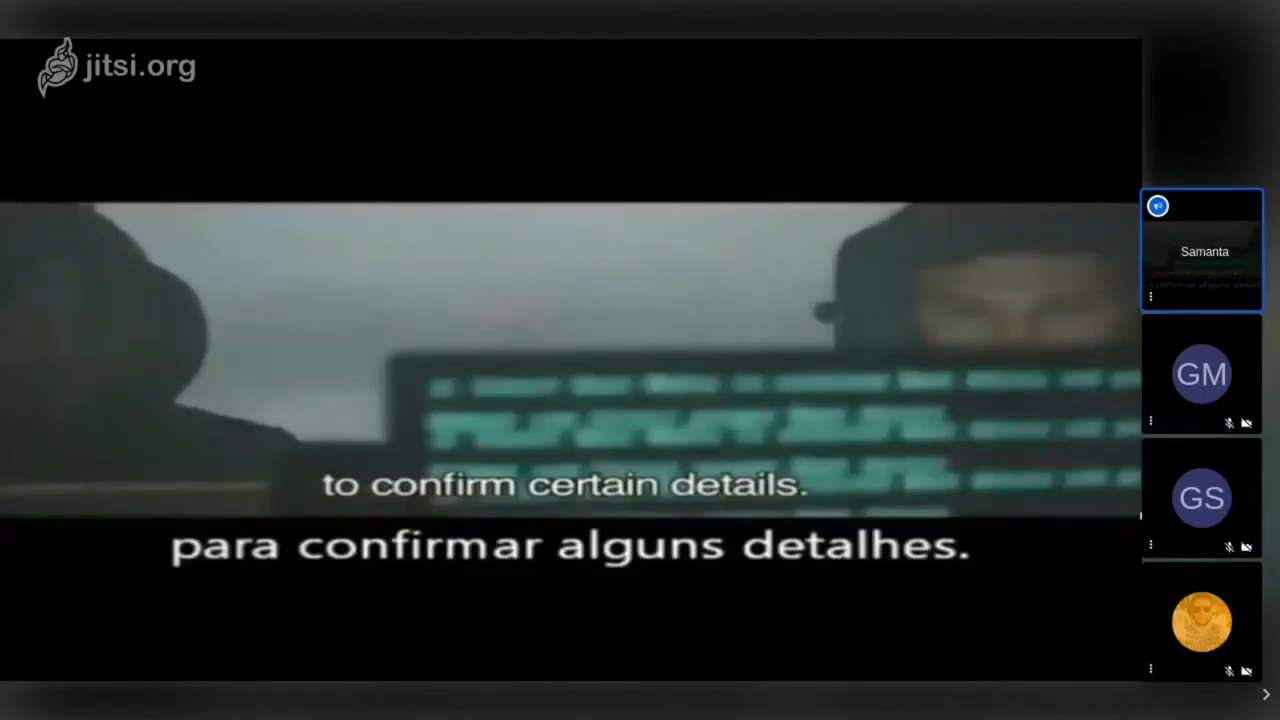 jitsi.org
Samanta
GM
to confirm certain details.
GS
para confirmar alguns detalhes.